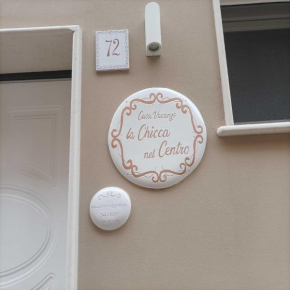 72
Casa Vacanze
la Chicca
nel Centro